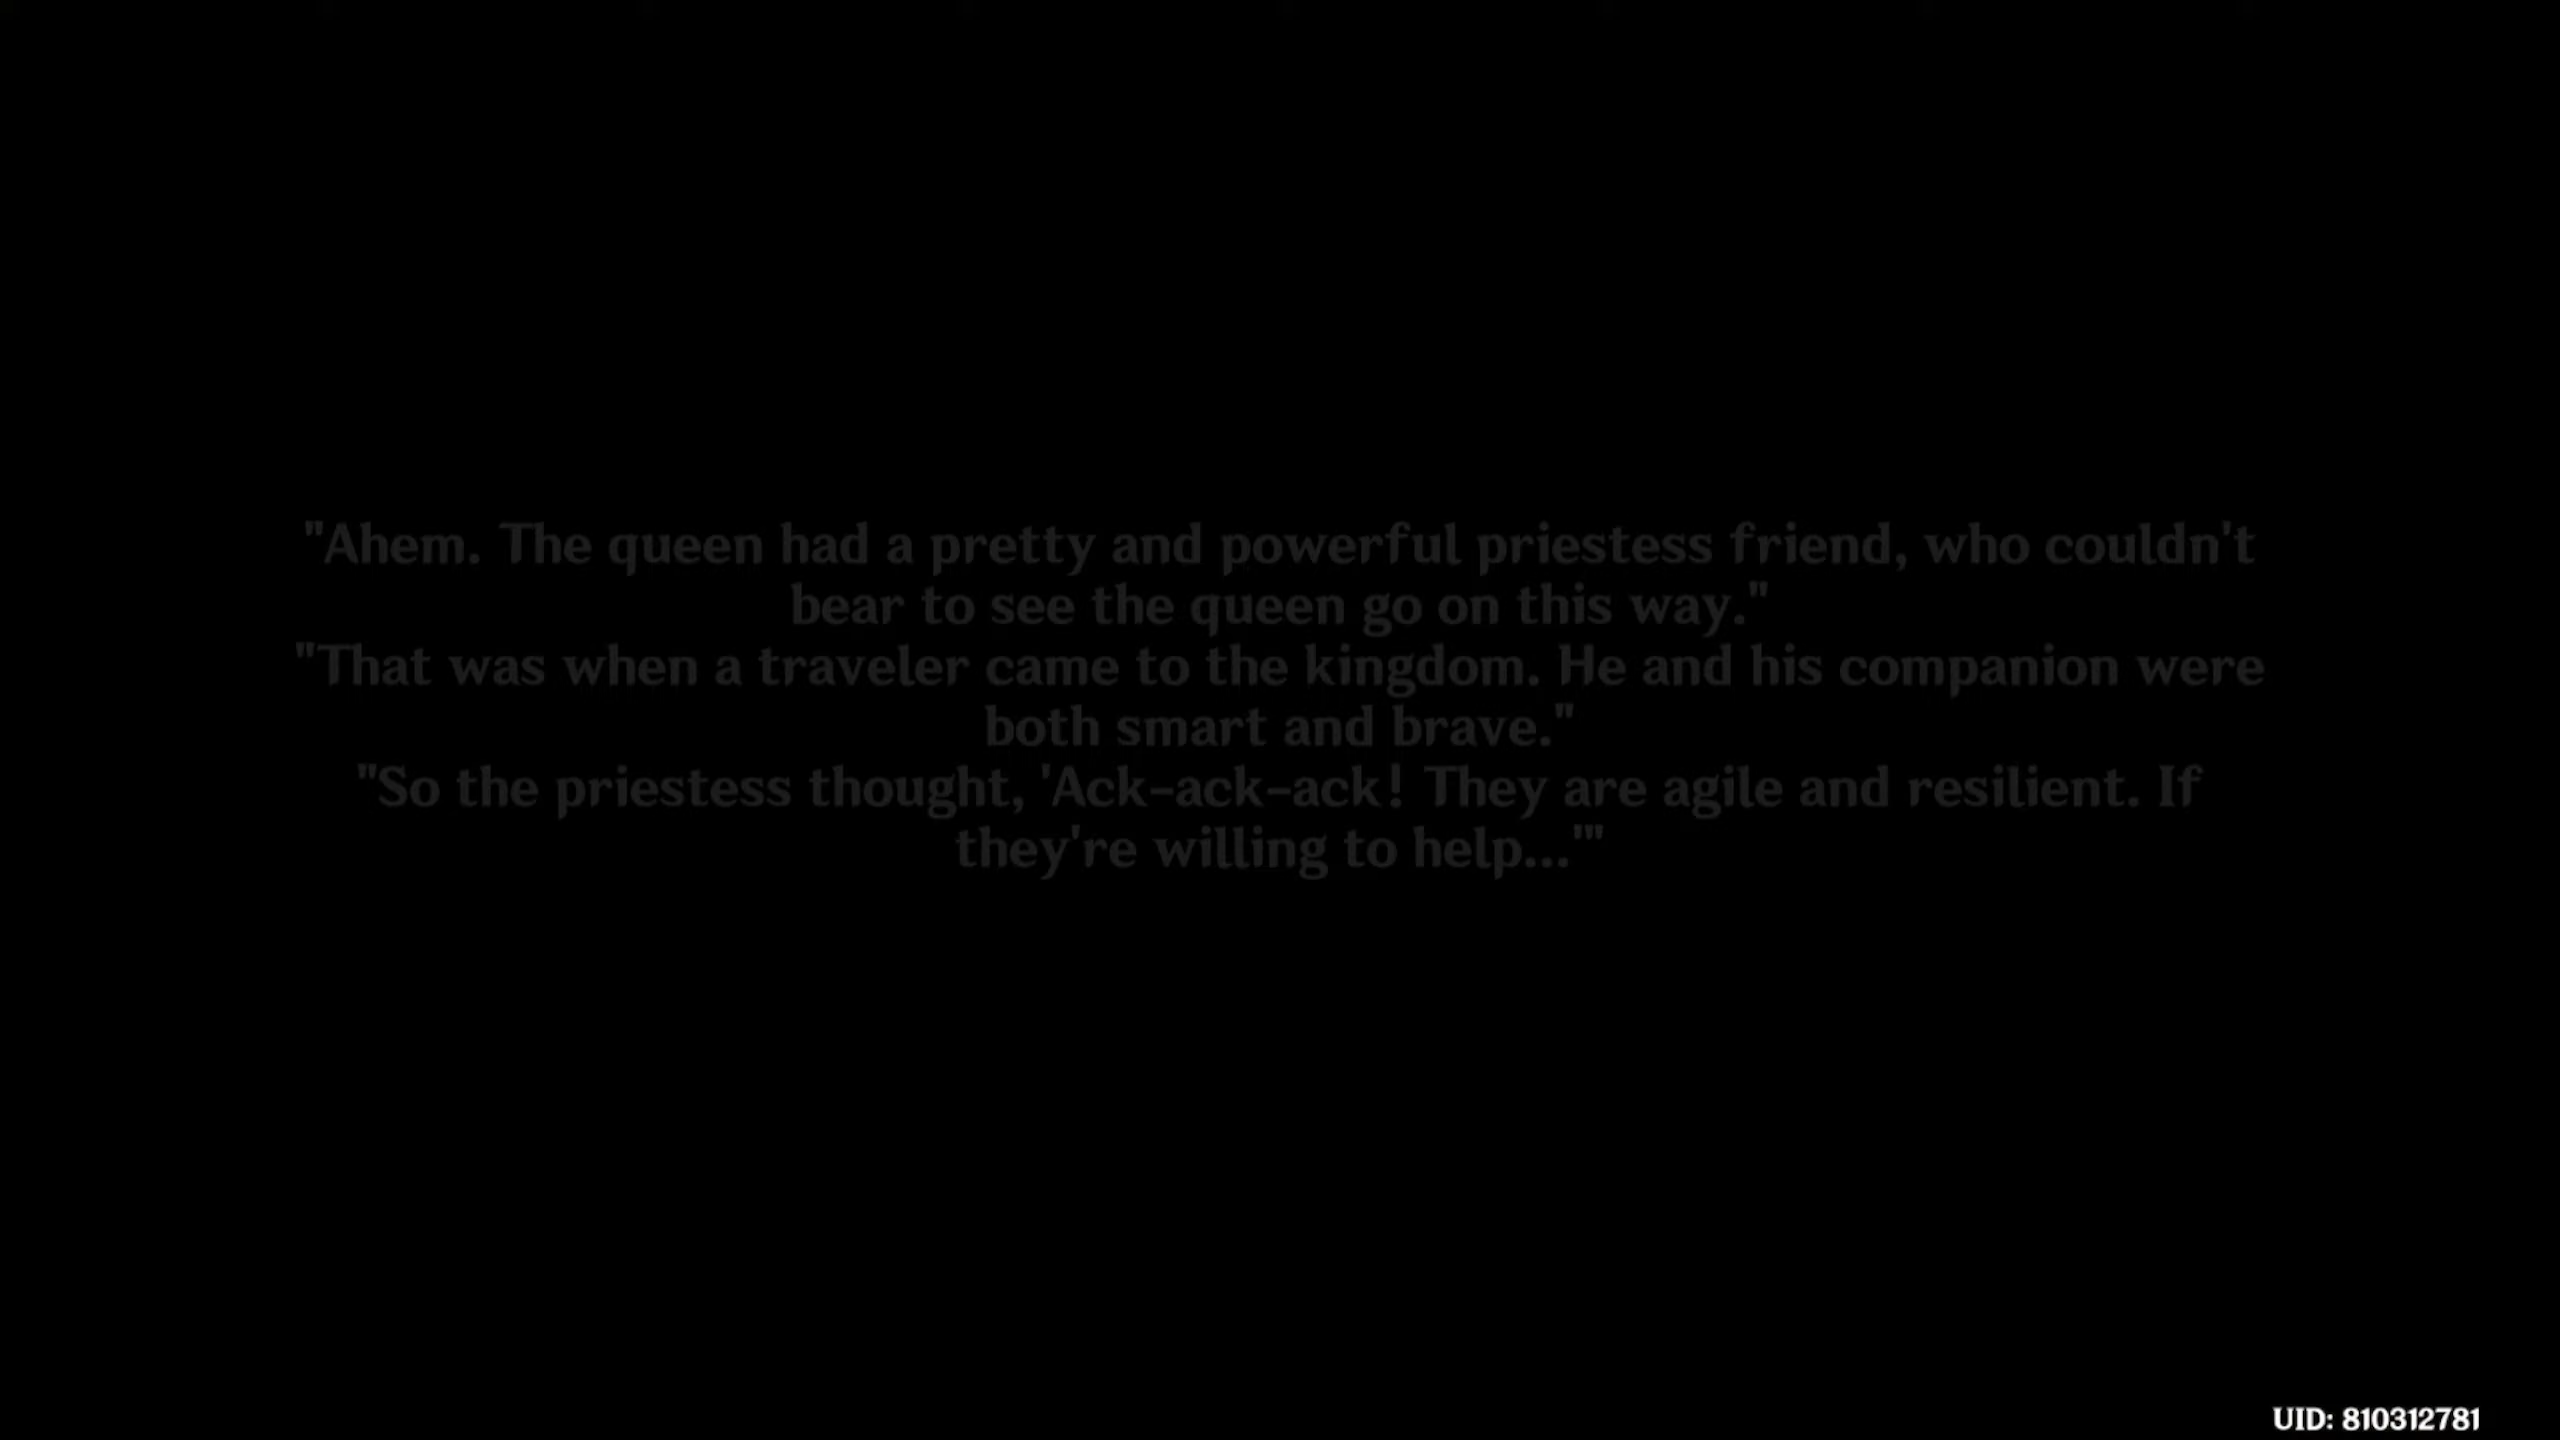 "Ahem. The queen had a pretty and powerful priestess friend, who couldn't
bear to see the queen go on this way."
"That was when a traveler came to the kingdom. He and his companion were
both smart and brave."
"So the priestess thought, 'Ack-ack-ack! They are agile and resilient. If
they're willing to help...'"
UID: 810312781